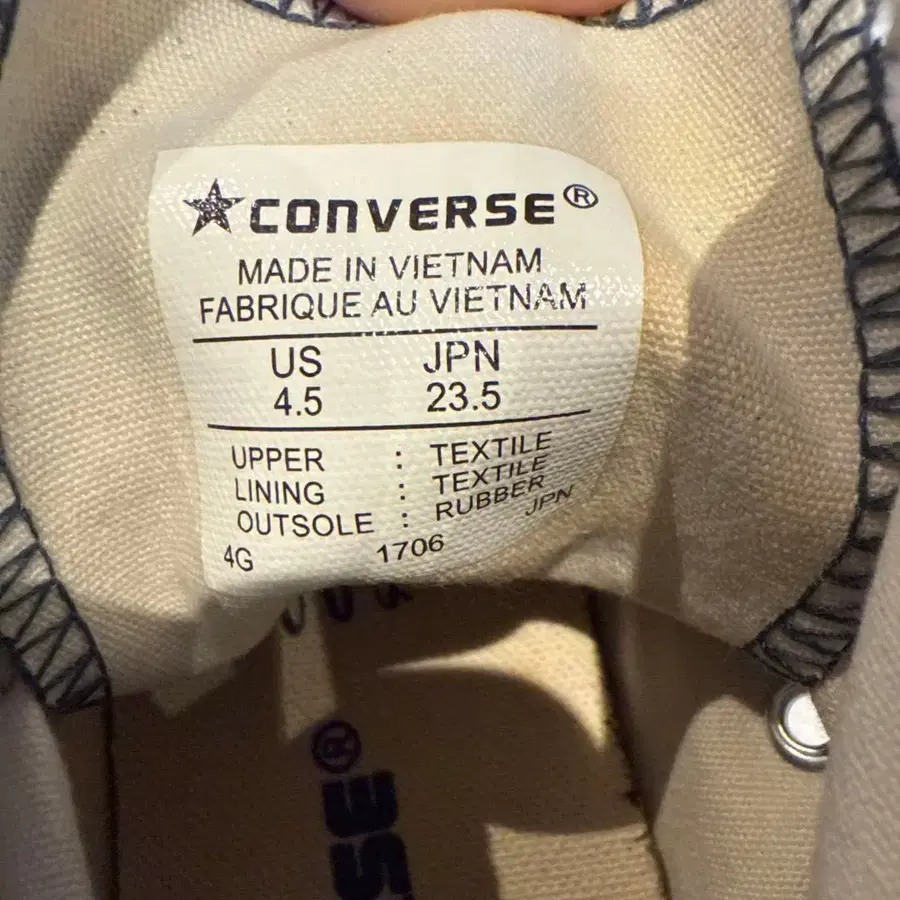 ★CONVERSE®
MADE IN VIETNAM
FABRIQUE AU VIETNAM
US JPN
4.5 23.5
UPPER : TEXTILE
LINING : TEXTILE
OUTSOLE : RUBBER
JPN
4G 1706
®
SE